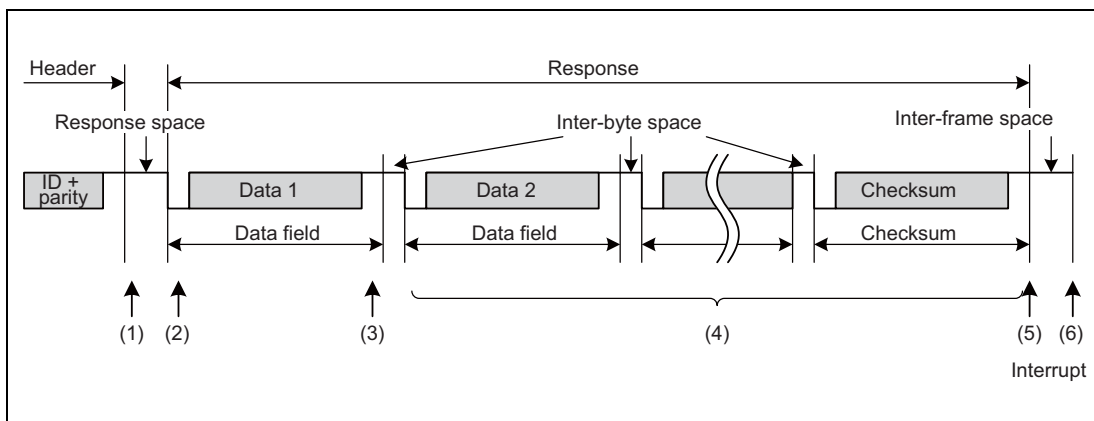 Header
Response
Response space
Inter-byte space
Inter-frame space
ID +
parity
Data 1
Data 2
Checksum
Data field
Data field
Checksum
(1)
(2)
(3)
(4)
(5)
(6)
Interrupt